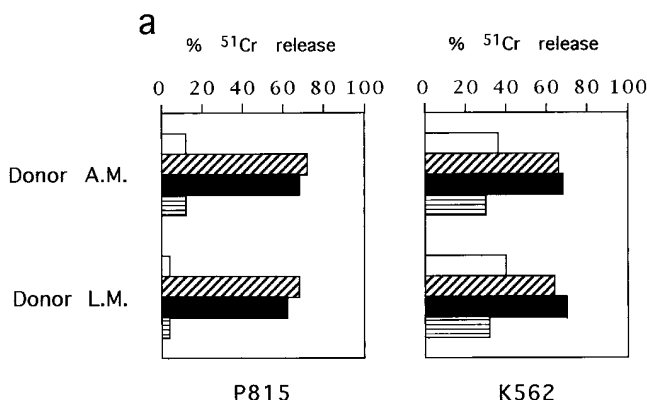 a
% ⁵¹Cr release
% ⁵¹Cr release
0 20 40 60 80 100
0 20 40 60 80 100
Donor A.M.
Donor L.M.
P815
K562